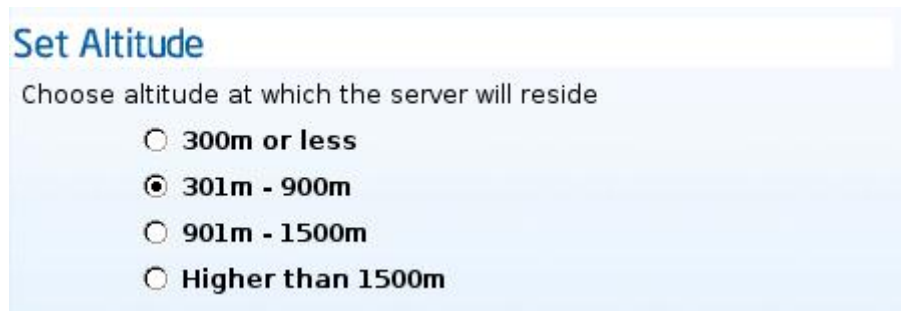 Set Altitude
Choose altitude at which the server will reside
300m or less
301m - 900m
901m - 1500m
Higher than 1500m